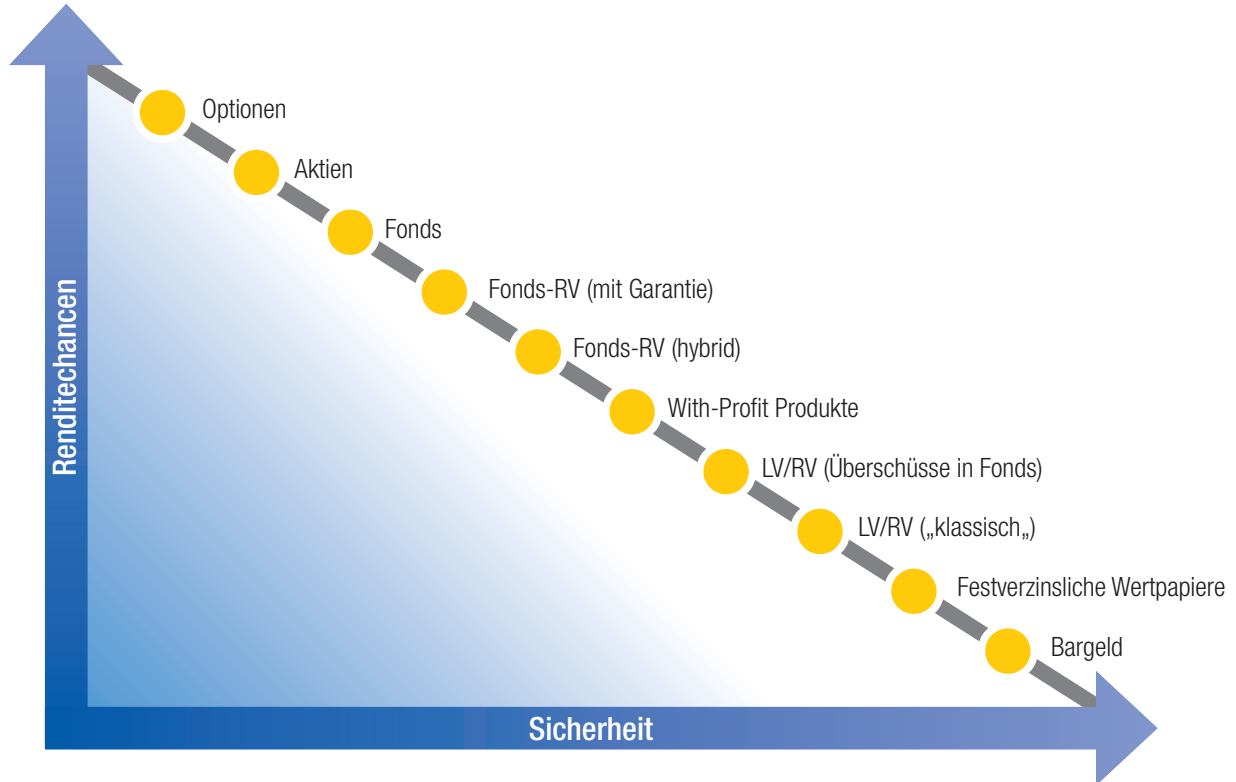 Optionen
Aktien
Fonds
Fonds-RV (mit Garantie)
Fonds-RV (hybrid)
With-Profit Produkte
LV/RV (Überschüsse in Fonds)
LV/RV („klassisch„)
Festverzinsliche Wertpapiere
Bargeld
Renditechancen
Sicherheit